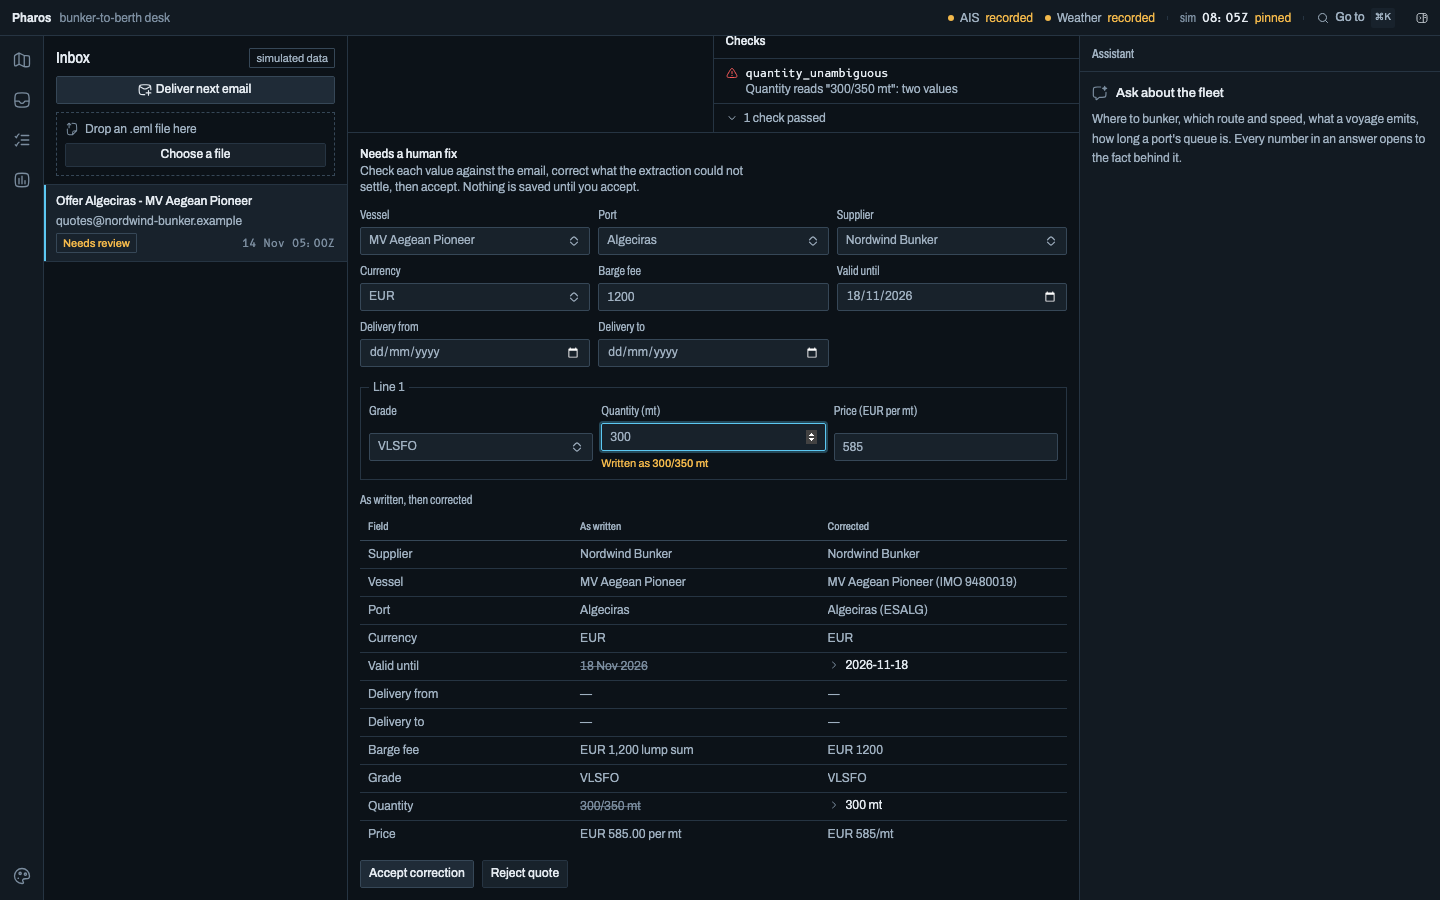 Pharos bunker-to-berth desk
AIS recorded Weather recorded sim 08:05Z pinned Go to ⌘K
Inbox
simulated data
Deliver next email
Drop an .eml file here
Choose a file
Offer Algeciras - MV Aegean Pioneer
quotes@nordwind-bunker.example
Needs review 14 Nov 05:00Z
Checks
quantity_unambiguous
Quantity reads "300/350 mt": two values
1 check passed
Needs a human fix
Check each value against the email, correct what the extraction could not
settle, then accept. Nothing is saved until you accept.
Vessel Port Supplier
MV Aegean Pioneer Algeciras Nordwind Bunker
Currency Barge fee Valid until
EUR 1200 18/11/2026
Delivery from Delivery to
dd/mm/yyyy dd/mm/yyyy
Line 1
Grade Quantity (mt) Price (EUR per mt)
VLSFO 300 585
Written as 300/350 mt
As written, then corrected
Field As written Corrected
Supplier Nordwind Bunker Nordwind Bunker
Vessel MV Aegean Pioneer MV Aegean Pioneer (IMO 9480019)
Port Algeciras Algeciras (ESALG)
Currency EUR EUR
Valid until 18 Nov 2026 2026-11-18
Delivery from — —
Delivery to — —
Barge fee EUR 1,200 lump sum EUR 1200
Grade VLSFO VLSFO
Quantity 300/350 mt 300 mt
Price EUR 585.00 per mt EUR 585/mt
Accept correction Reject quote
Assistant
Ask about the fleet
Where to bunker, which route and speed, what a voyage emits,
how long a port's queue is. Every number in an answer opens to
the fact behind it.